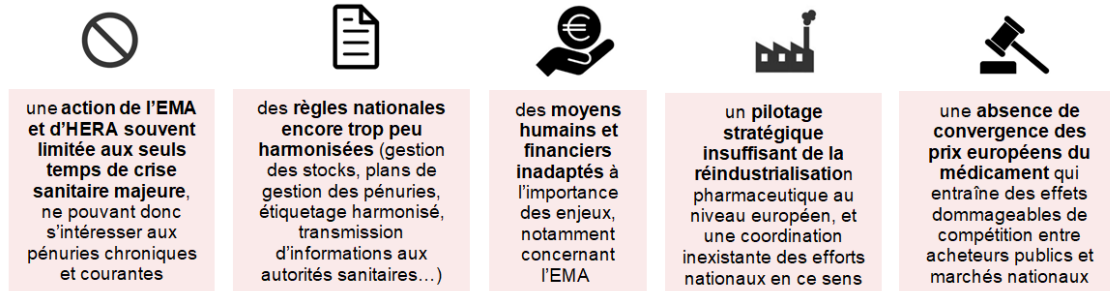 une action de l'EMA
et d'HERA souvent
limitée aux seuls
temps de crise
sanitaire majeure,
ne pouvant donc
s'intéresser aux
pénuries chroniques
et courantes
des règles nationales
encore trop peu
harmonisées (gestion
des stocks, plans de
gestion des pénuries,
étiquetage harmonisé,
transmission
d'informations aux
autorités sanitaires…)
€
des moyens
humains et
financiers
inadaptés à
l'importance
des enjeux,
notamment
concernant
l'EMA
un pilotage
stratégique
insuffisant de la
réindustrialisation
pharmaceutique au
niveau européen, et
une coordination
inexistante des efforts
nationaux en ce sens
une absence de
convergence des
prix européens du
médicament qui
entraîne des effets
dommageables de
compétition entre
acheteurs publics et
marchés nationaux